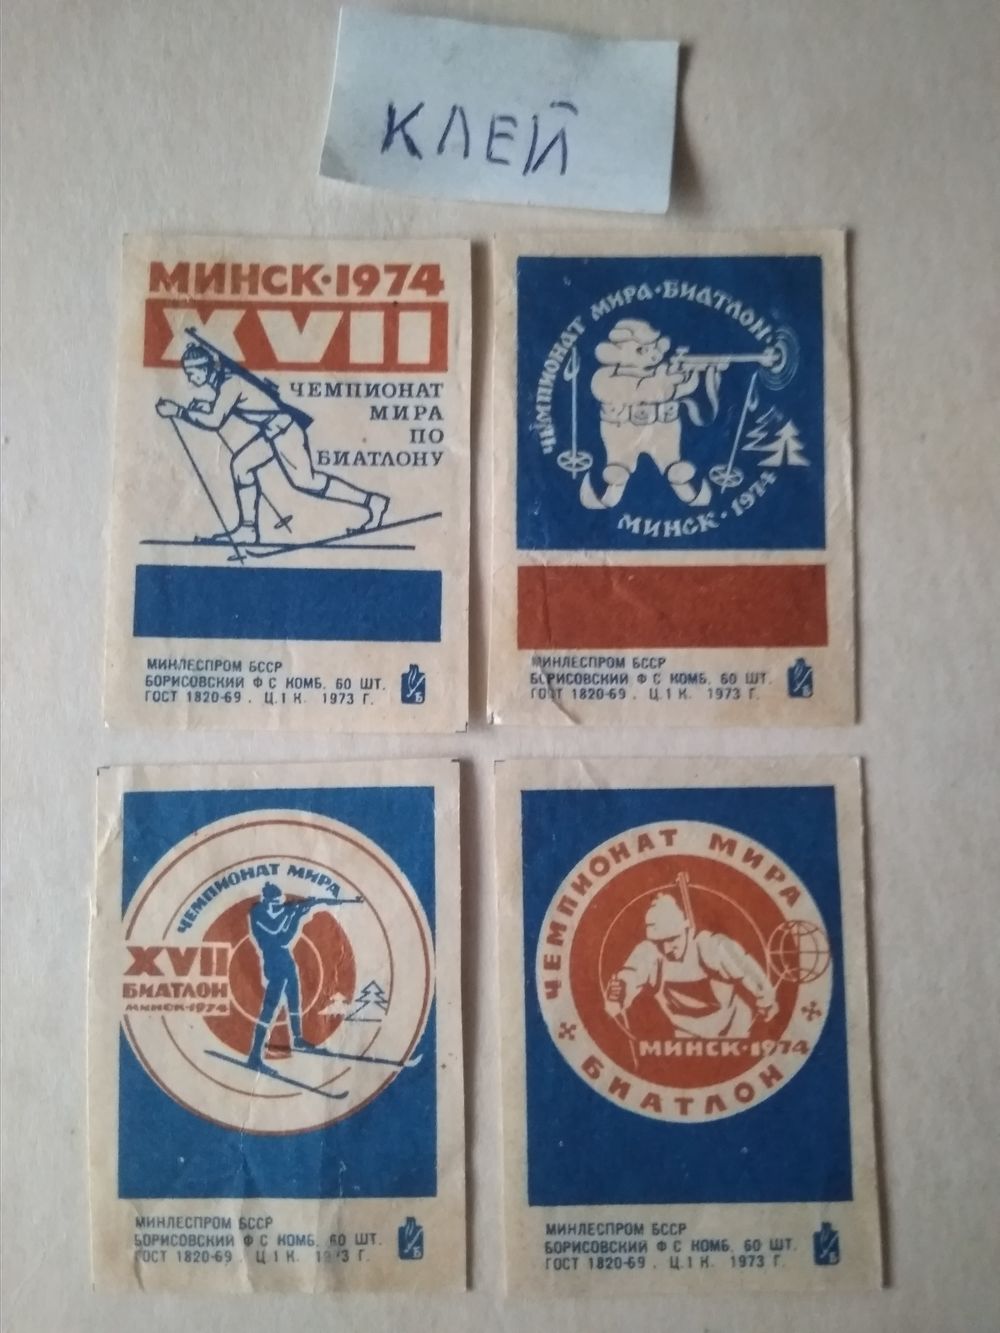 КЛЕЙ
МИНСК·1974
XVII
ЧЕМПИОНАТ
МИРА
ПО
БИАТЛОНУ
МИНЛЕСПРОМ БССР
БОРИСОВСКИЙ Ф С КОМБ. 60 ШТ.
ГОСТ 1820-69. Ц.1 К. 1973 Г.
Б
ЧЕМПИОНАТ МИРА·БИАТЛОН·
МИНСК·1974
МИНЛЕСПРОМ БССР
БОРИСОВСКИЙ Ф С КОМБ. 60 ШТ.
ГОСТ 1820-69. Ц.1 К. 1973 Г.
Б
ЧЕМПИОНАТ МИРА
XVII
БИАТЛОН
МИНСК·1974
МИНЛЕСПРОМ БССР
БОРИСОВСКИЙ Ф С КОМБ. 60 ШТ.
ГОСТ 1820-69. Ц.1 К. 1973 Г.
Б
ЧЕМПИОНАТ МИРА
МИНСК·1974
БИАТЛОН
МИНЛЕСПРОМ БССР
БОРИСОВСКИЙ Ф С КОМБ. 60 ШТ.
ГОСТ 1820-69. Ц.1 К. 1973 Г.
Б